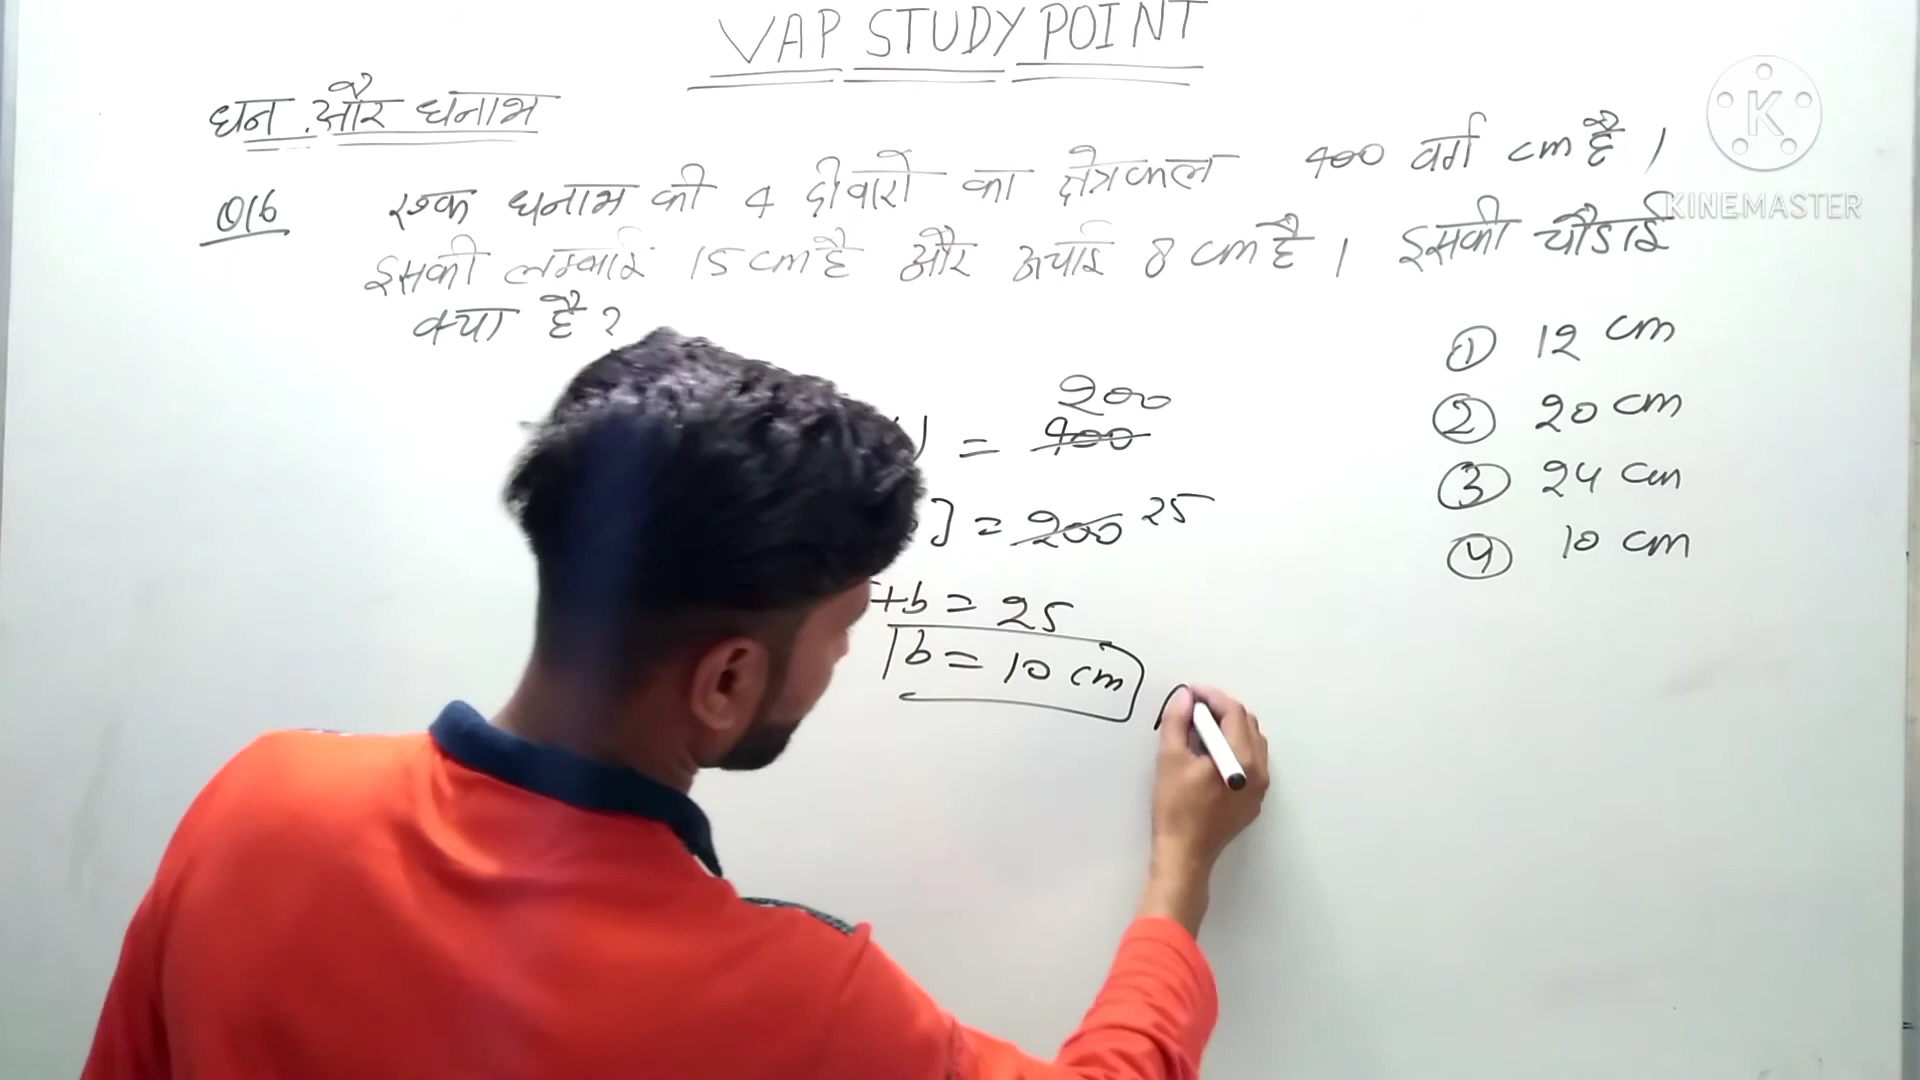 VAP STUDY POINT
घन और घनाभ
Q16 एक घनाभ की 4 दीवारों का क्षेत्रफल 400 वर्ग cm है ।
इसकी लम्बाई 15 cm है और ऊचाई 8 cm है । इसकी चौडाई
क्या है ?
① 12 cm
② 20 cm
③ 24 cm
④ 10 cm
200
) = 400
] = 200 25
+b = 25
b = 10 cm
K
KINEMASTER